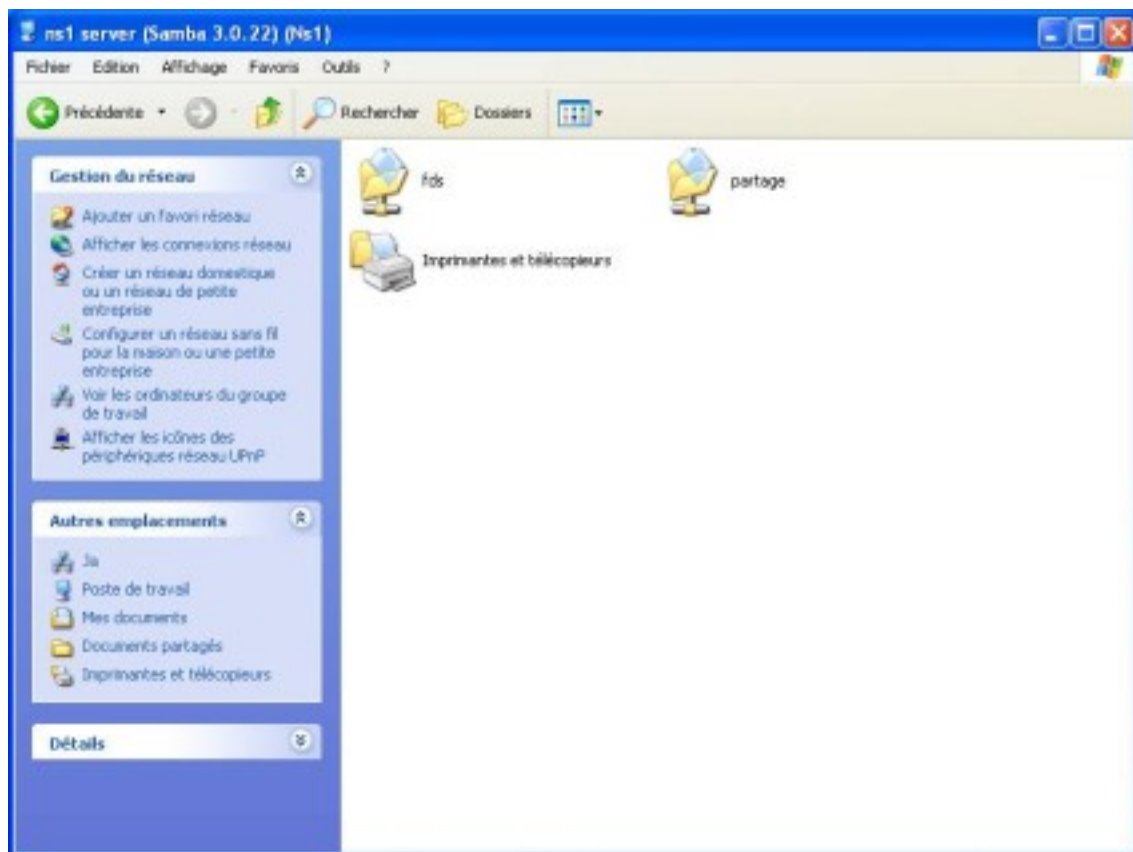 ns1 server (Samba 3.0.22) (Ns1)
Fichier Edition Affichage Favoris Outils ?
Précédente Rechercher Dossiers
Gestion du réseau
Ajouter un favori réseau
Afficher les connexions réseau
Créer un réseau domestique
ou un réseau de petite
entreprise
Configurer un réseau sans fil
pour la maison ou une petite
entreprise
Voir les ordinateurs du groupe
de travail
Afficher les icônes des
périphériques réseau UPnP
Autres emplacements
Ja
Poste de travail
Mes documents
Documents partagés
Imprimantes et télécopieurs
Détails
fds
partage
Imprimantes et télécopieurs